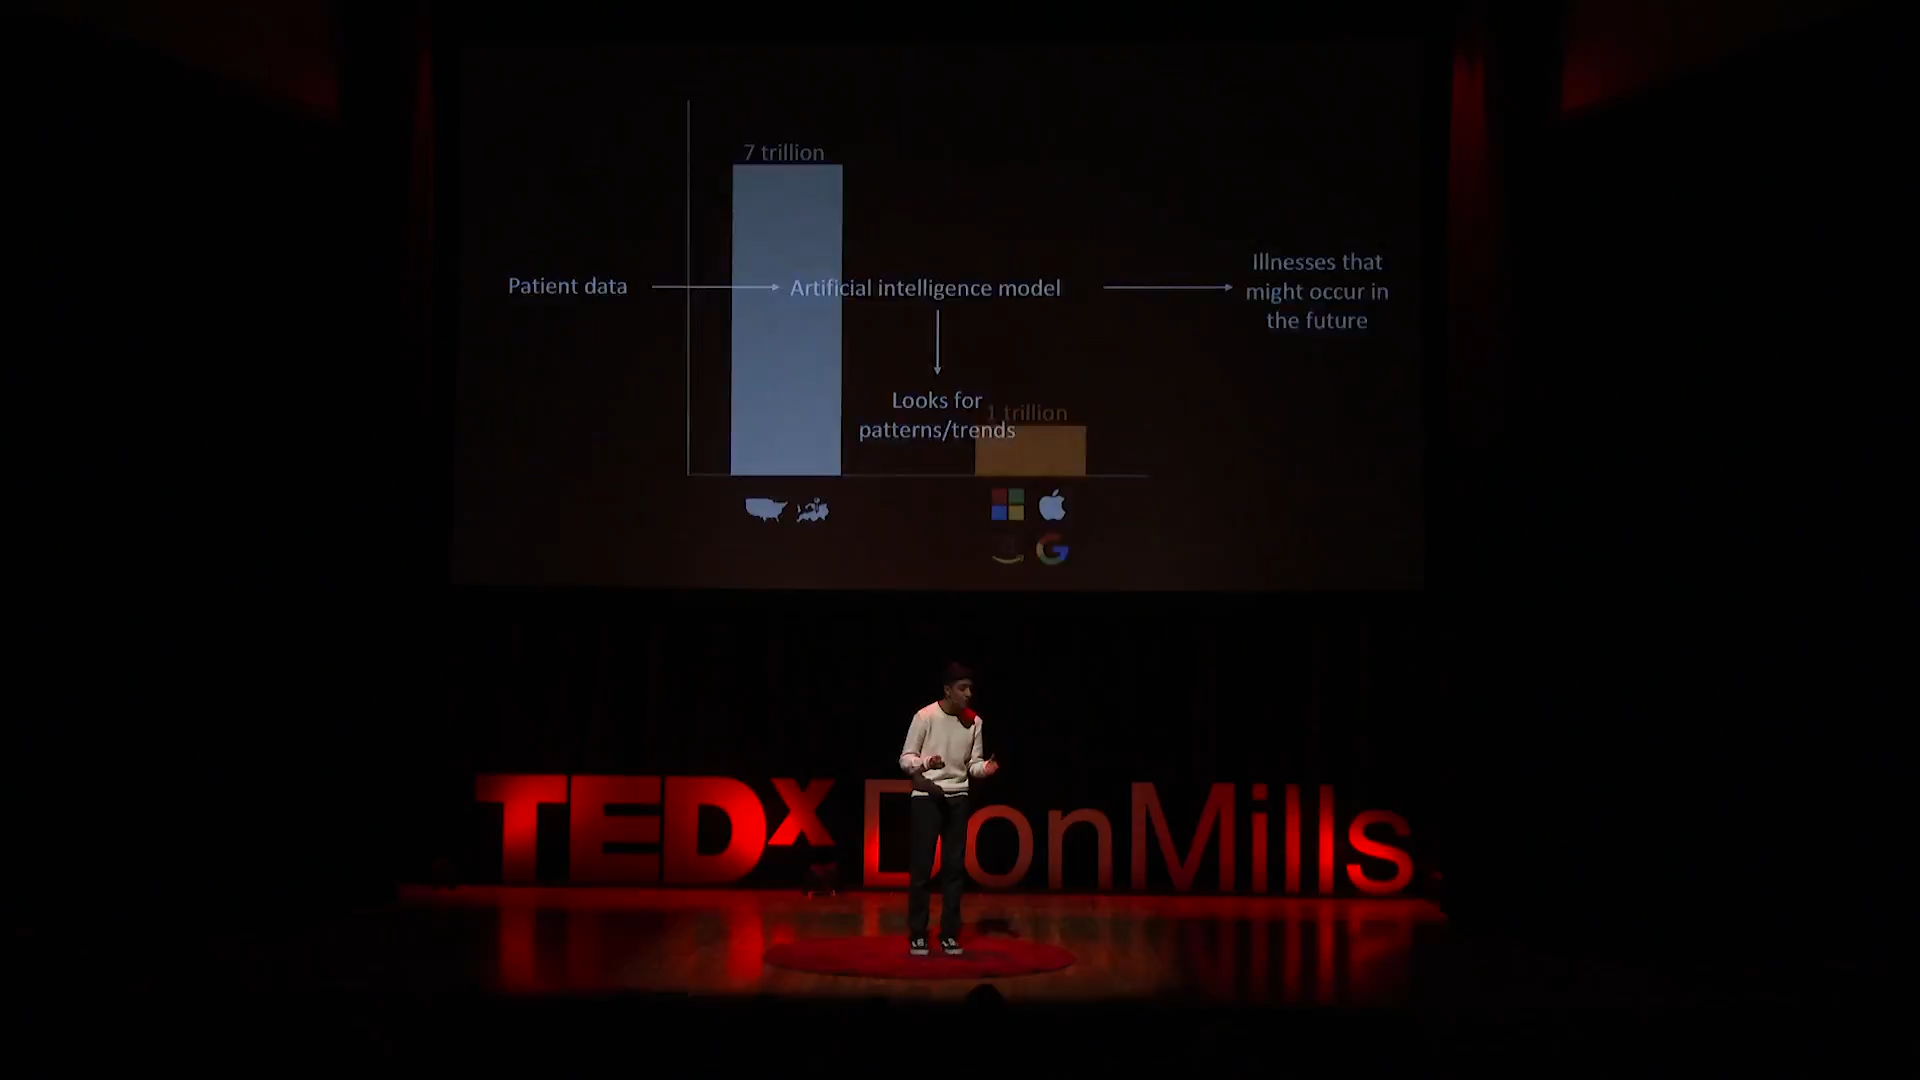 7 trillion
Patient data
Artificial intelligence model
Illnesses that
might occur in
the future
Looks for
patterns/trends
1 trillion
TEDx DonMills